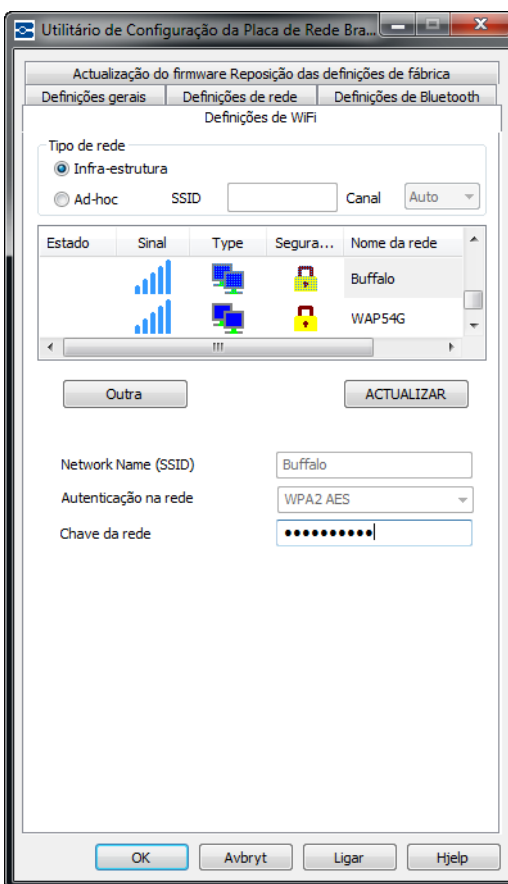 Utilitário de Configuração da Placa de Rede Bra...
Actualização do firmware Reposição das definições de fábrica
Definições gerais Definições de rede Definições de Bluetooth
Definições de WiFi
Tipo de rede
Infra-estrutura
Ad-hoc SSID Canal Auto
Estado Sinal Type Segura... Nome da rede
Buffalo
WAP54G
Outra ACTUALIZAR
Network Name (SSID) Buffalo
Autenticação na rede WPA2 AES
Chave da rede ••••••••••
OK Avbryt Ligar Hjelp